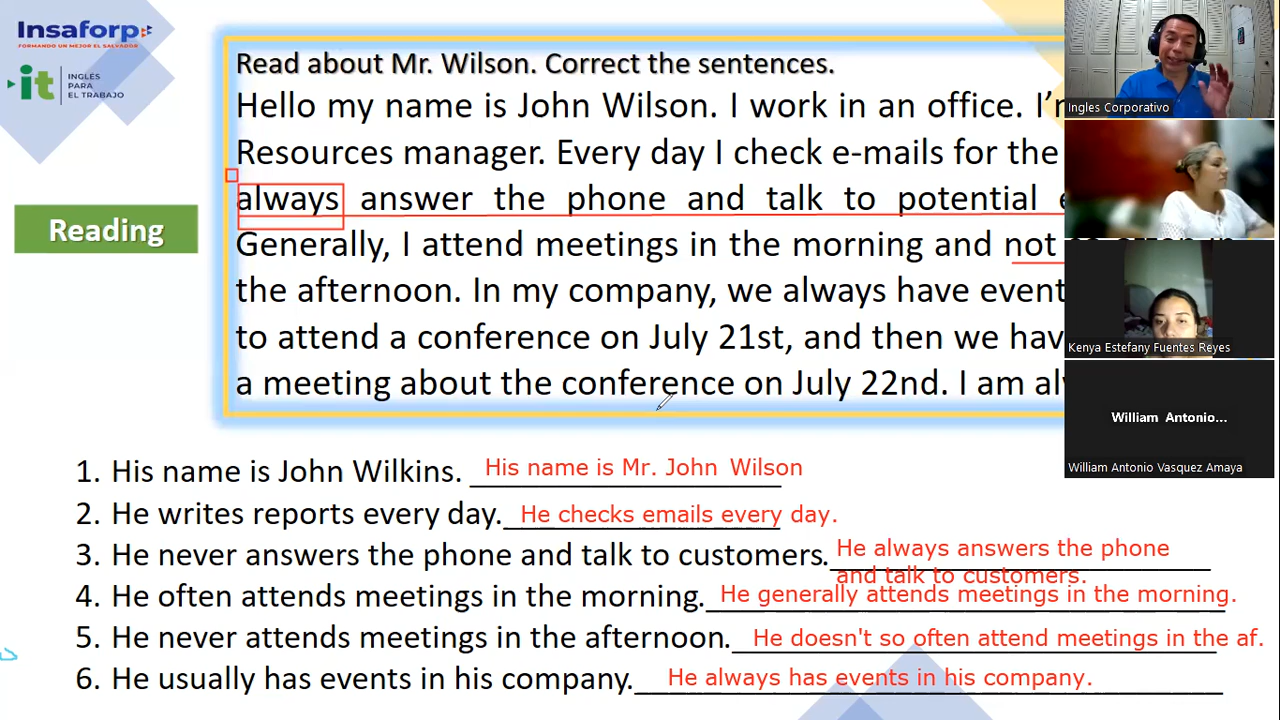 Insaforp
FORMANDO UN MEJOR EL SALVADOR
it INGLÉS
PARA
EL TRABAJO
Reading
Read about Mr. Wilson. Correct the sentences.
Hello my name is John Wilson. I work in an office.
Resources manager. Every day I check e-mails for the
always answer the phone and talk to potential
Generally, I attend meetings in the morning and not so often in
the afternoon. In my company, we always have
to attend a conference on July 21st, and then we
a meeting about the conference on July 22nd. I am
1. His name is John Wilkins. His name is Mr. John Wilson
2. He writes reports every day. He checks emails every day.
3. He never answers the phone and talk to customers. He always answers the phone
and talk to customers.
4. He often attends meetings in the morning. He generally attends meetings in the morning.
5. He never attends meetings in the afternoon. He doesn't so often attend meetings in the af.
6. He usually has events in his company. He always has events in his company.
Ingles Corporativo
Kenya Estefany Fuentes Reyes
William Antonio...
William Antonio Vasquez Amaya